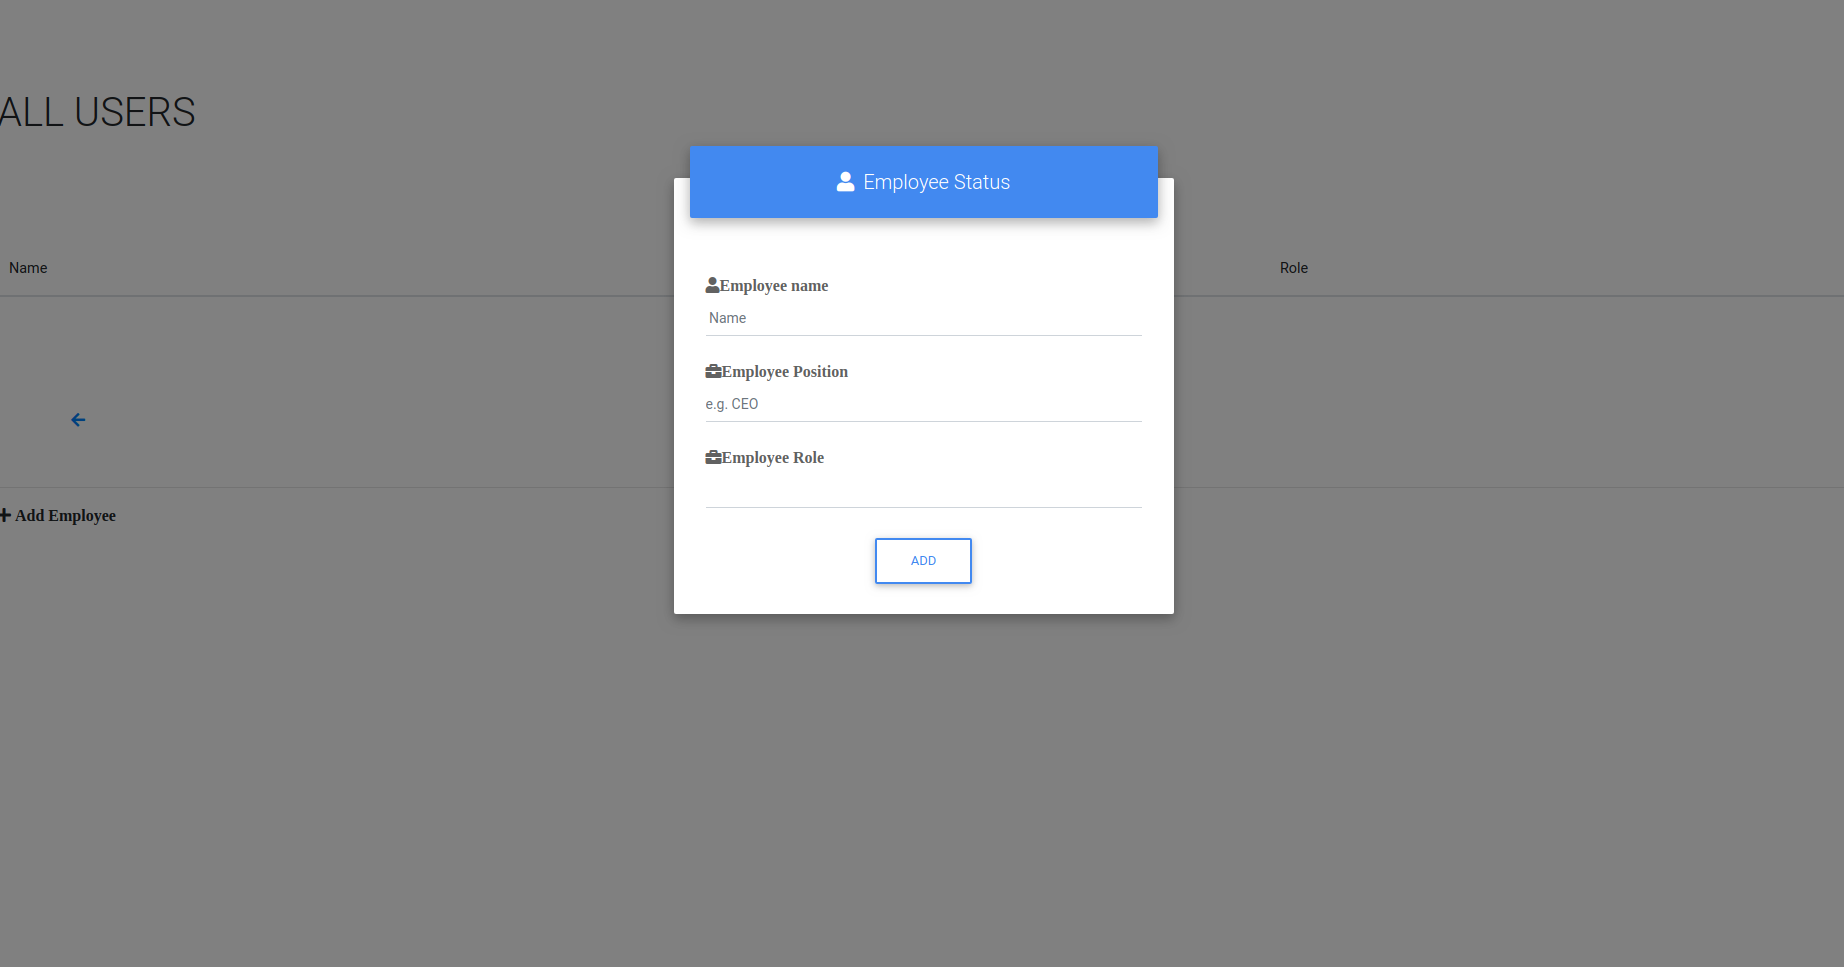 ALL USERS
Employee Status
Name
Role
Employee name
Name
Employee Position
e.g. CEO
Employee Role
Add Employee
ADD